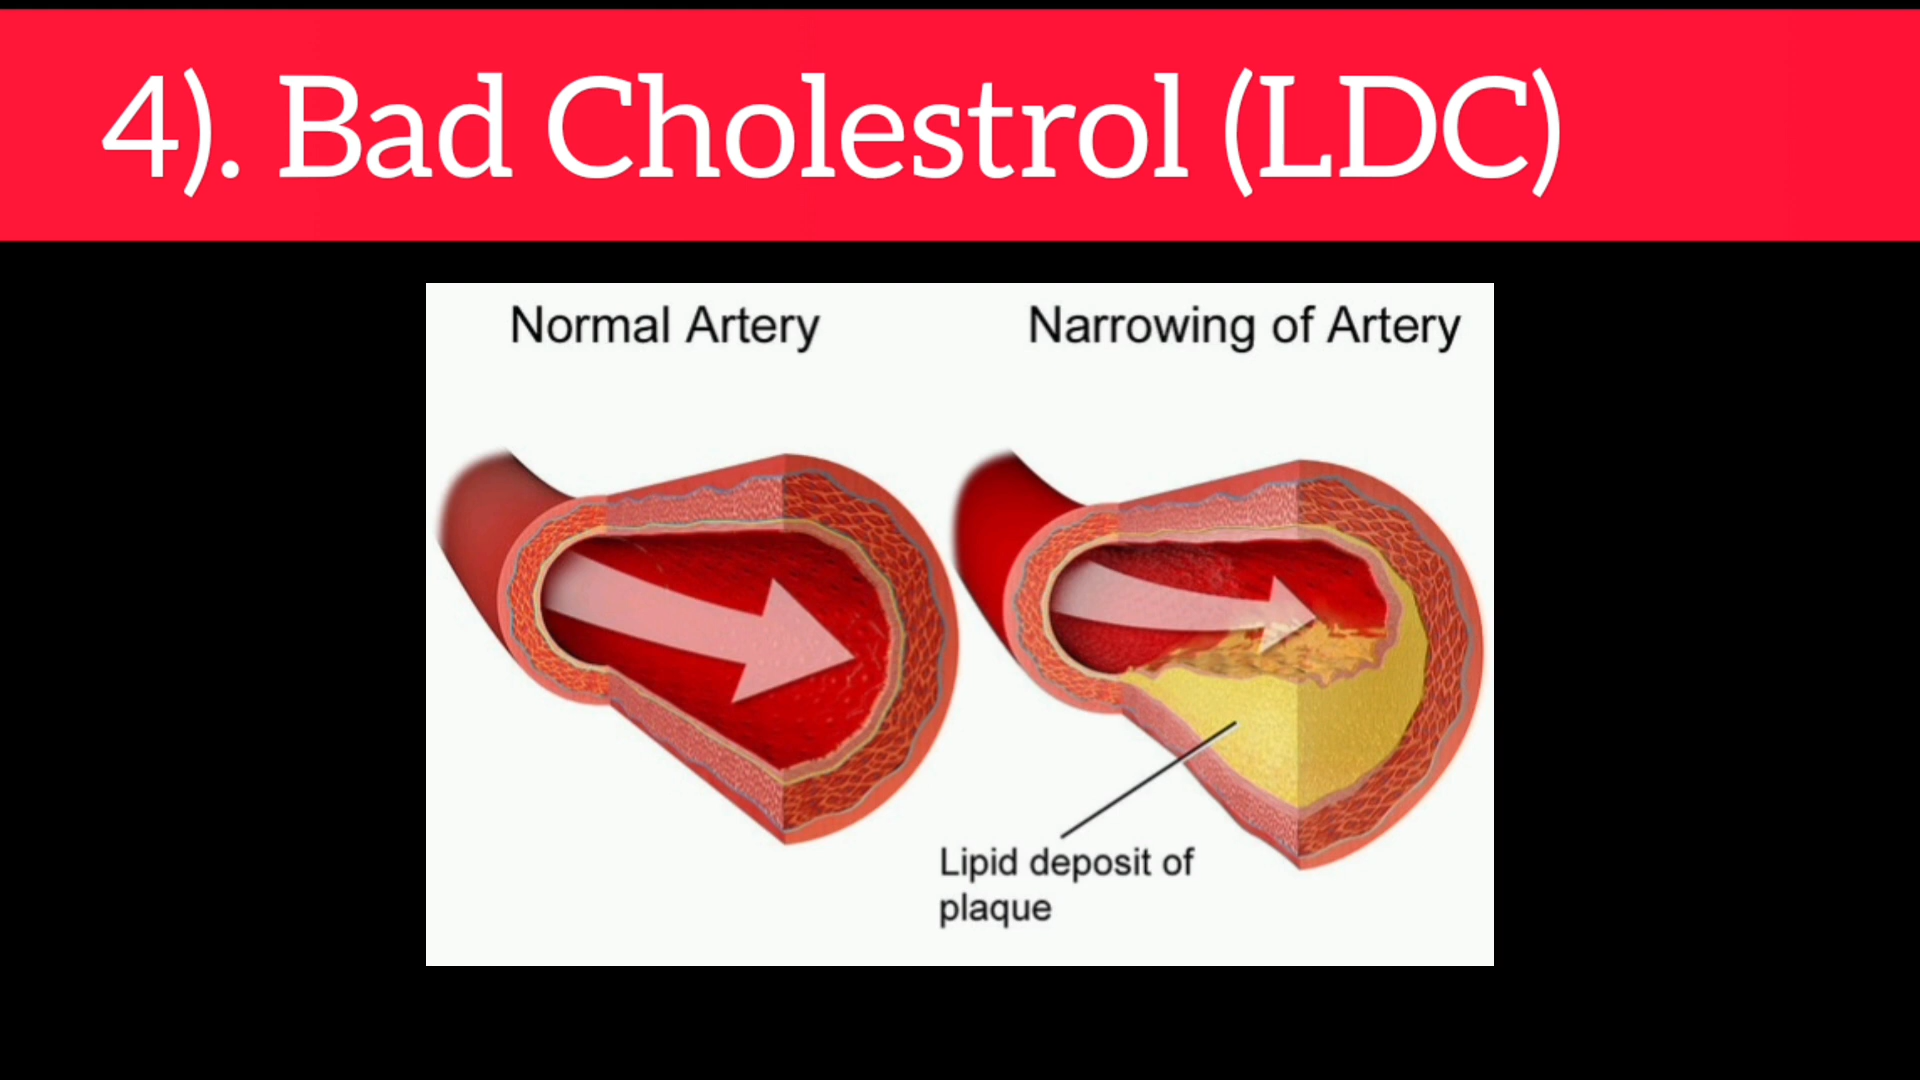 4). Bad Cholestrol (LDC)
Normal Artery
Narrowing of Artery
Lipid deposit of
plaque